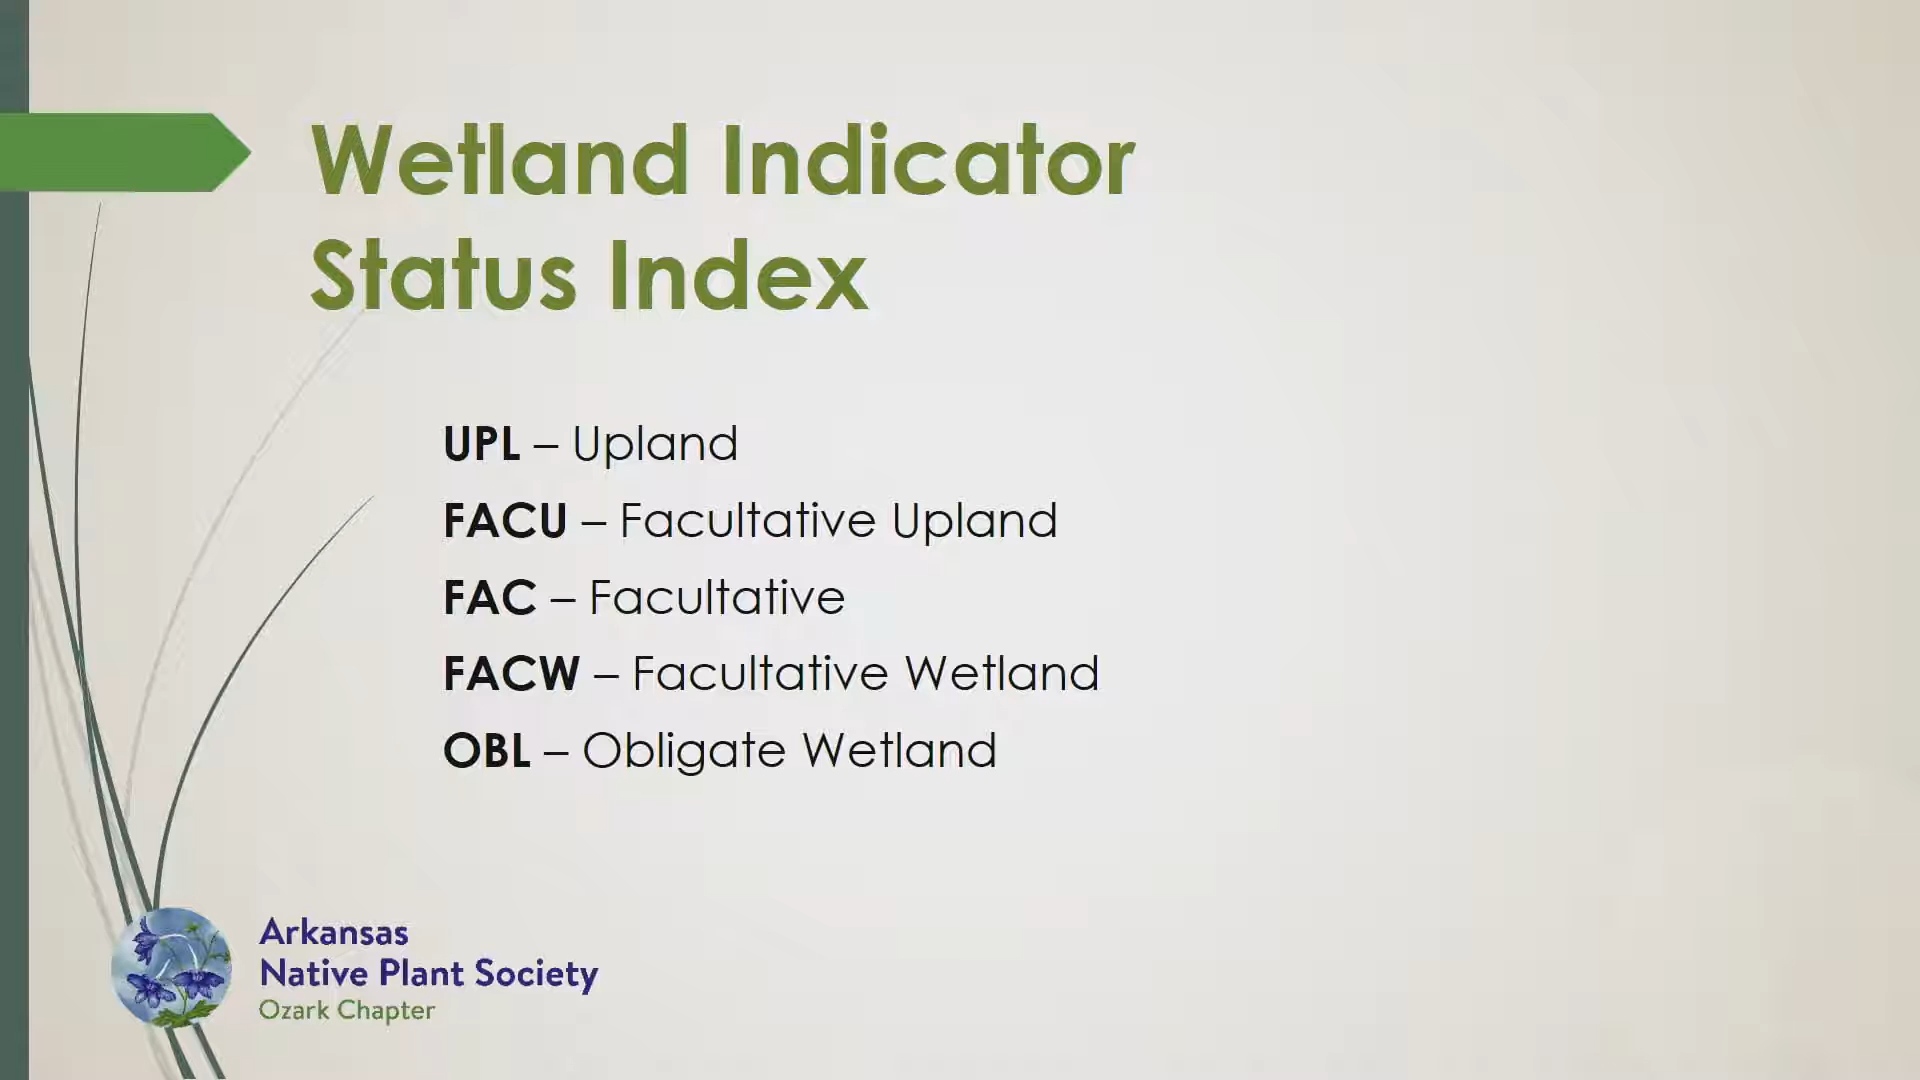 Wetland Indicator
Status Index
UPL – Upland
FACU – Facultative Upland
FAC – Facultative
FACW – Facultative Wetland
OBL – Obligate Wetland
Arkansas
Native Plant Society
Ozark Chapter